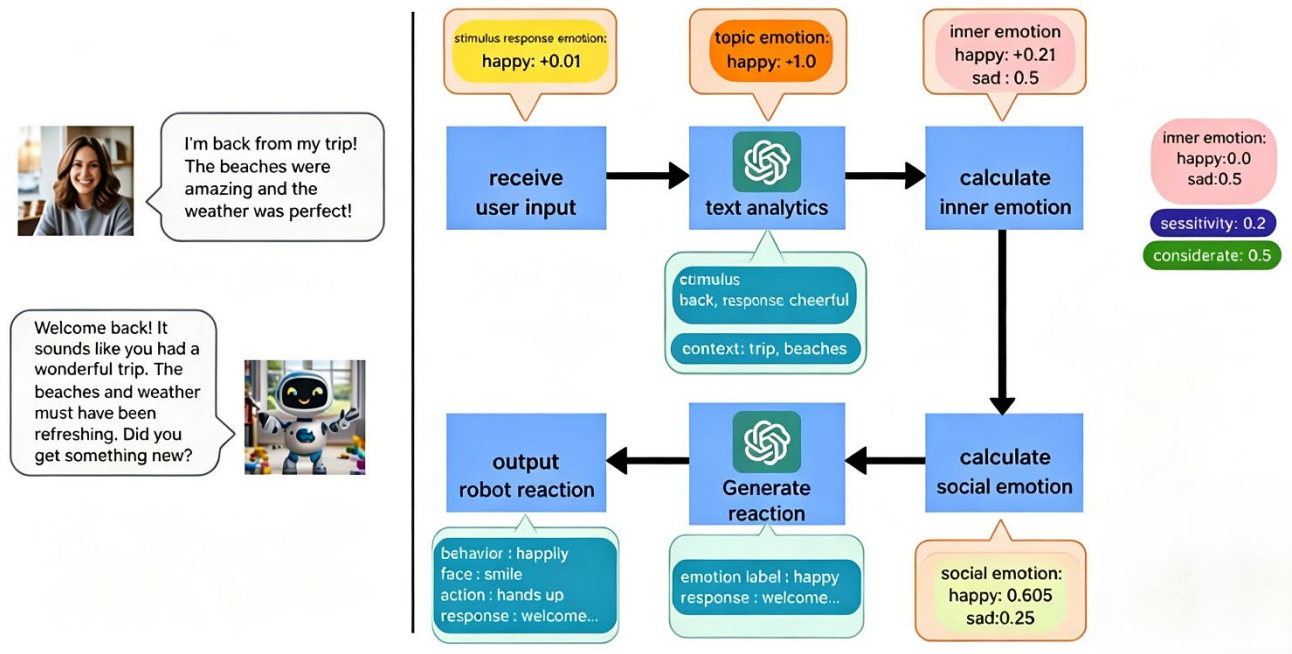 I'm back from my trip!
The beaches were
amazing and the
weather was perfect!
Welcome back! It
sounds like you had a
wonderful trip. The
beaches and weather
must have been
refreshing. Did you
get something new?
stimulus response emotion:
happy: +0.01
topic emotion:
happy: +1.0
inner emotion
happy: +0.21
sad : 0.5
receive
user input
text analytics
calculate
inner emotion
inner emotion:
happy:0.0
sad:0.5
sessitivity: 0.2
considerate: 0.5
stimulus
back, response cheerful
context: trip, beaches
output
robot reaction
Generate
reaction
calculate
social emotion
behavior : happlly
face : smile
action : hands up
response : welcome...
emotion label : happy
response : welcome...
social emotion:
happy: 0.605
sad:0.25